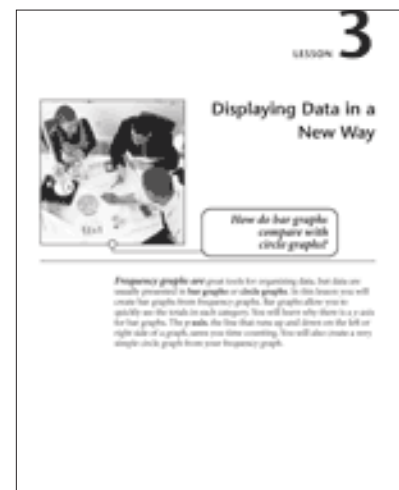 LESSON 3
Displaying Data in a
New Way
How do bar graphs
compare with
circle graphs?
Frequency graphs are great tools for organizing data, but data are
usually presented in bar graphs or circle graphs. In this lesson you will
create bar graphs from frequency graphs. Bar graphs allow you to
quickly see the totals in each category. You will learn why there is a y-axis
for bar graphs. The y-axis, the line that runs up and down on the left or
right side of a graph, saves you time counting. You will also create a very
simple circle graph from your frequency graph.